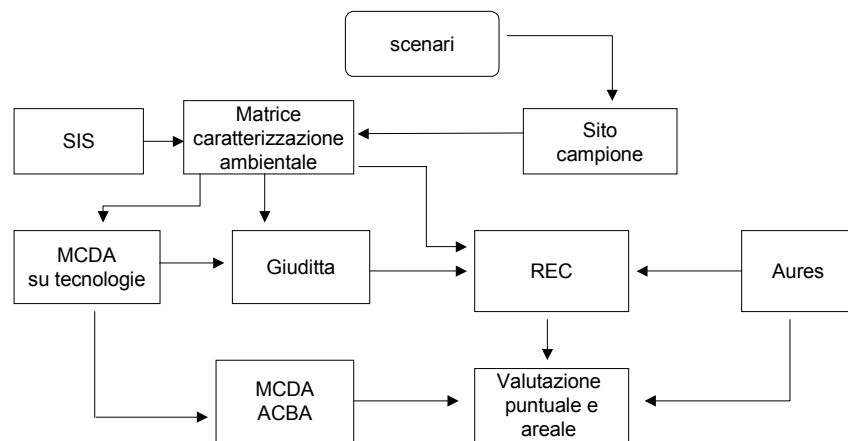 scenari
SIS
Matrice
caratterizzazione
ambientale
Sito
campione
MCDA
su tecnologie
Giuditta
REC
Aures
MCDA
ACBA
Valutazione
puntuale e
areale